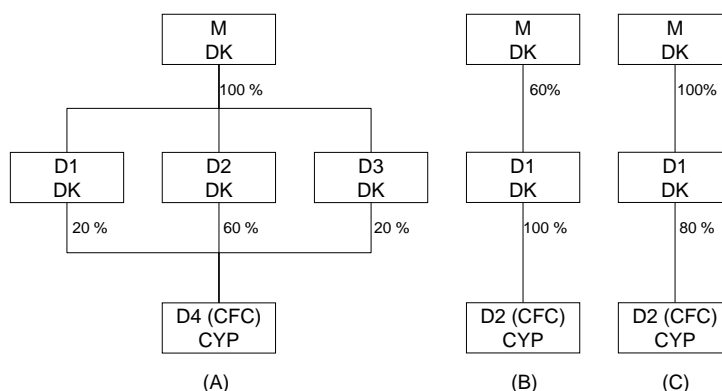 M
DK
100 %
D1
DK
D2
DK
D3
DK
20 %
60 %
20 %
D4 (CFC)
CYP
(A)
M
DK
60%
D1
DK
100 %
D2 (CFC)
CYP
(B)
M
DK
100%
D1
DK
80 %
D2 (CFC)
CYP
(C)